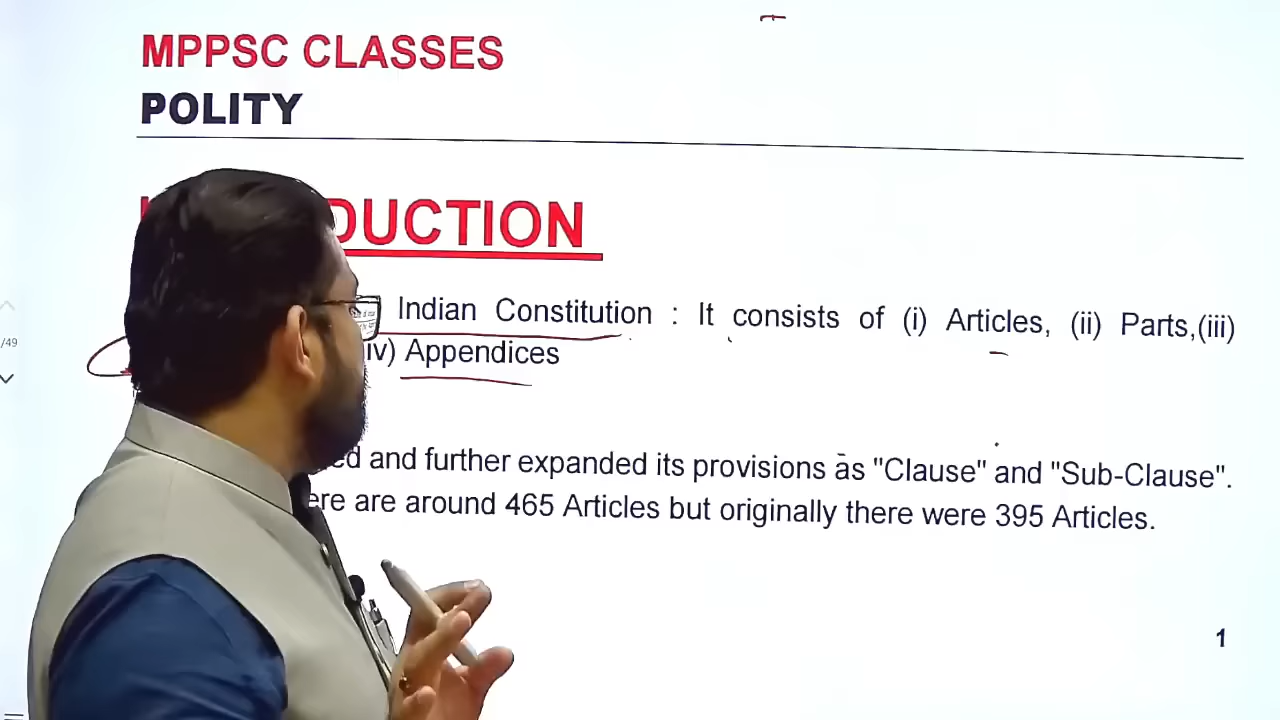 MPPSC CLASSES
POLITY
DUCTION
Indian Constitution : It consists of (i) Articles, (ii) Parts,(iii)
iv) Appendices
/49
ed and further expanded its provisions as "Clause" and "Sub-Clause".
ere are around 465 Articles but originally there were 395 Articles.
1